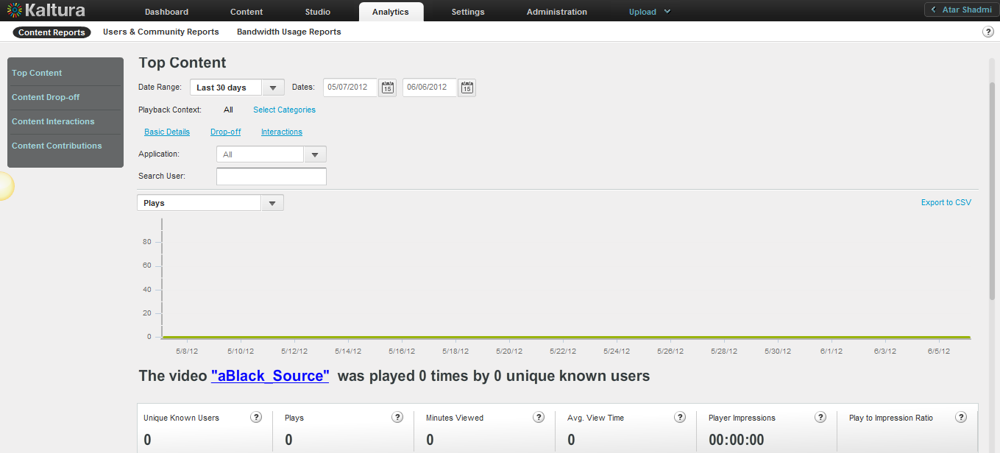 Kaltura Dashboard Content Studio Analytics Settings Administration Upload Atar Shadmi
Content Reports Users & Community Reports Bandwidth Usage Reports ?
Top Content
Content Drop-off
Content Interactions
Content Contributions
Top Content
Date Range: Last 30 days Dates: 05/07/2012 15 06/06/2012 15
Playback Context: All Select Categories
Basic Details Drop-off Interactions
Application: All
Search User:
Plays Export to CSV
80
60
40
20
0
5/8/12 5/10/12 5/12/12 5/14/12 5/16/12 5/18/12 5/20/12 5/22/12 5/24/12 5/26/12 5/28/12 5/30/12 6/1/12 6/3/12 6/5/12
The video "aBlack_Source" was played 0 times by 0 unique known users
Unique Known Users ? Plays ? Minutes Viewed ? Avg. View Time ? Player Impressions ? Play to Impression Ratio ?
0 0 0 0 00:00:00